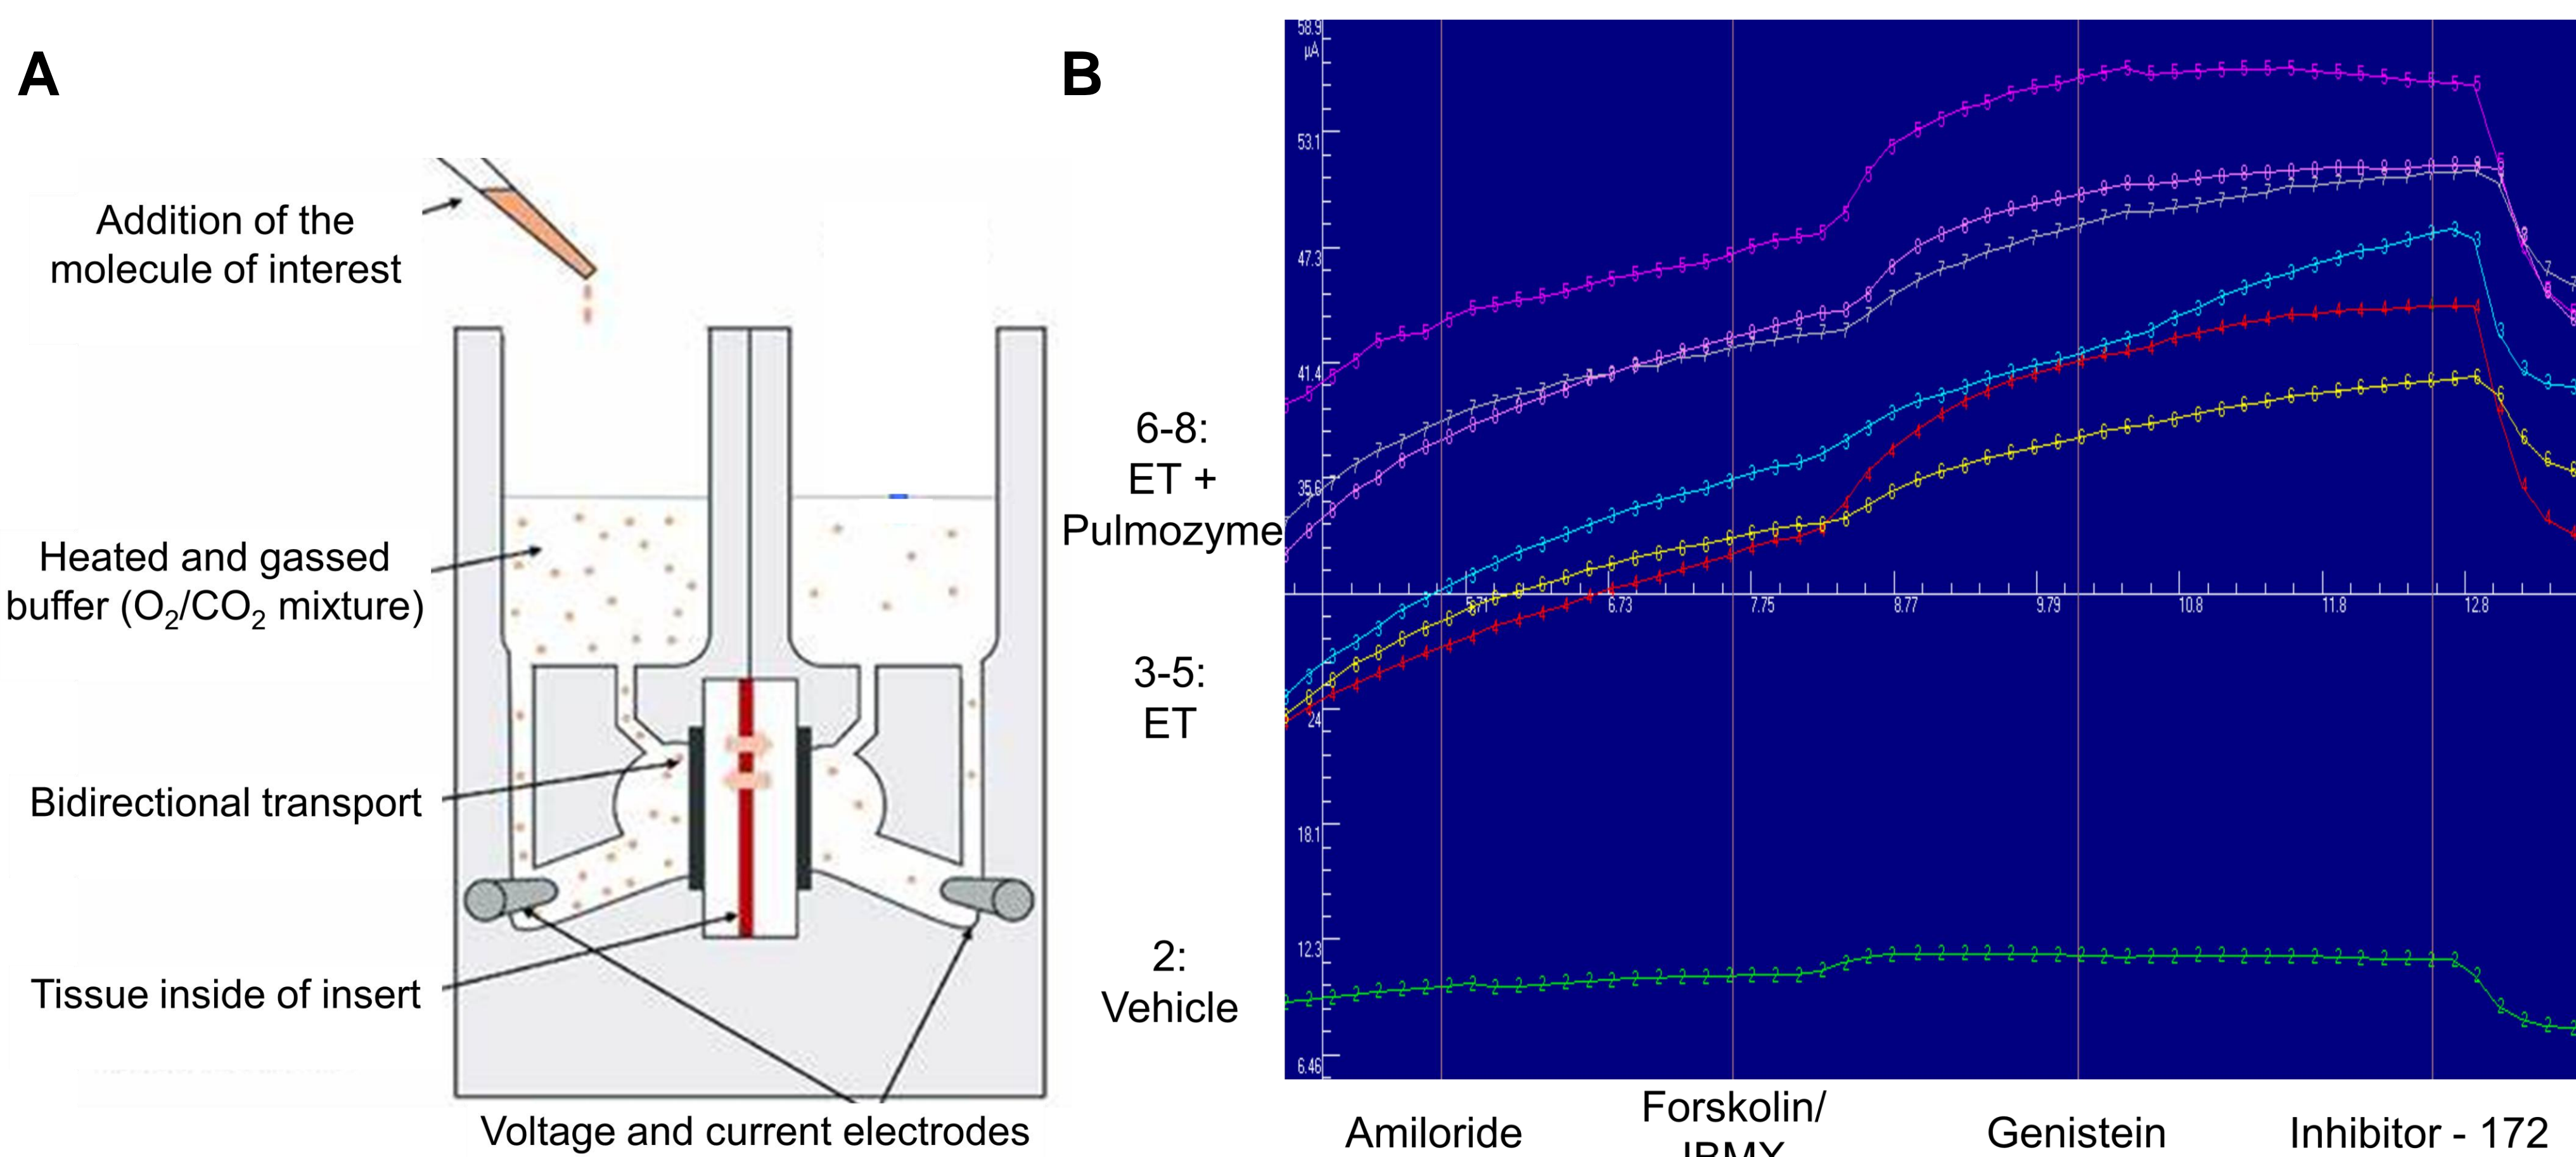 A
Addition of the
molecule of interest
Heated and gassed
buffer (O2/CO2 mixture)
Bidirectional transport
Tissue inside of insert
Voltage and current electrodes
B
6-8:
ET +
Pulmozyme
3-5:
ET
2:
Vehicle
58.9
µA
53.1
47.3
41.4
35.6
24
18.1
12.3
6.46
5.71
6.73
7.75
8.77
9.79
10.8
11.8
12.8
Amiloride
Forskolin/
IBMX
Genistein
Inhibitor - 172